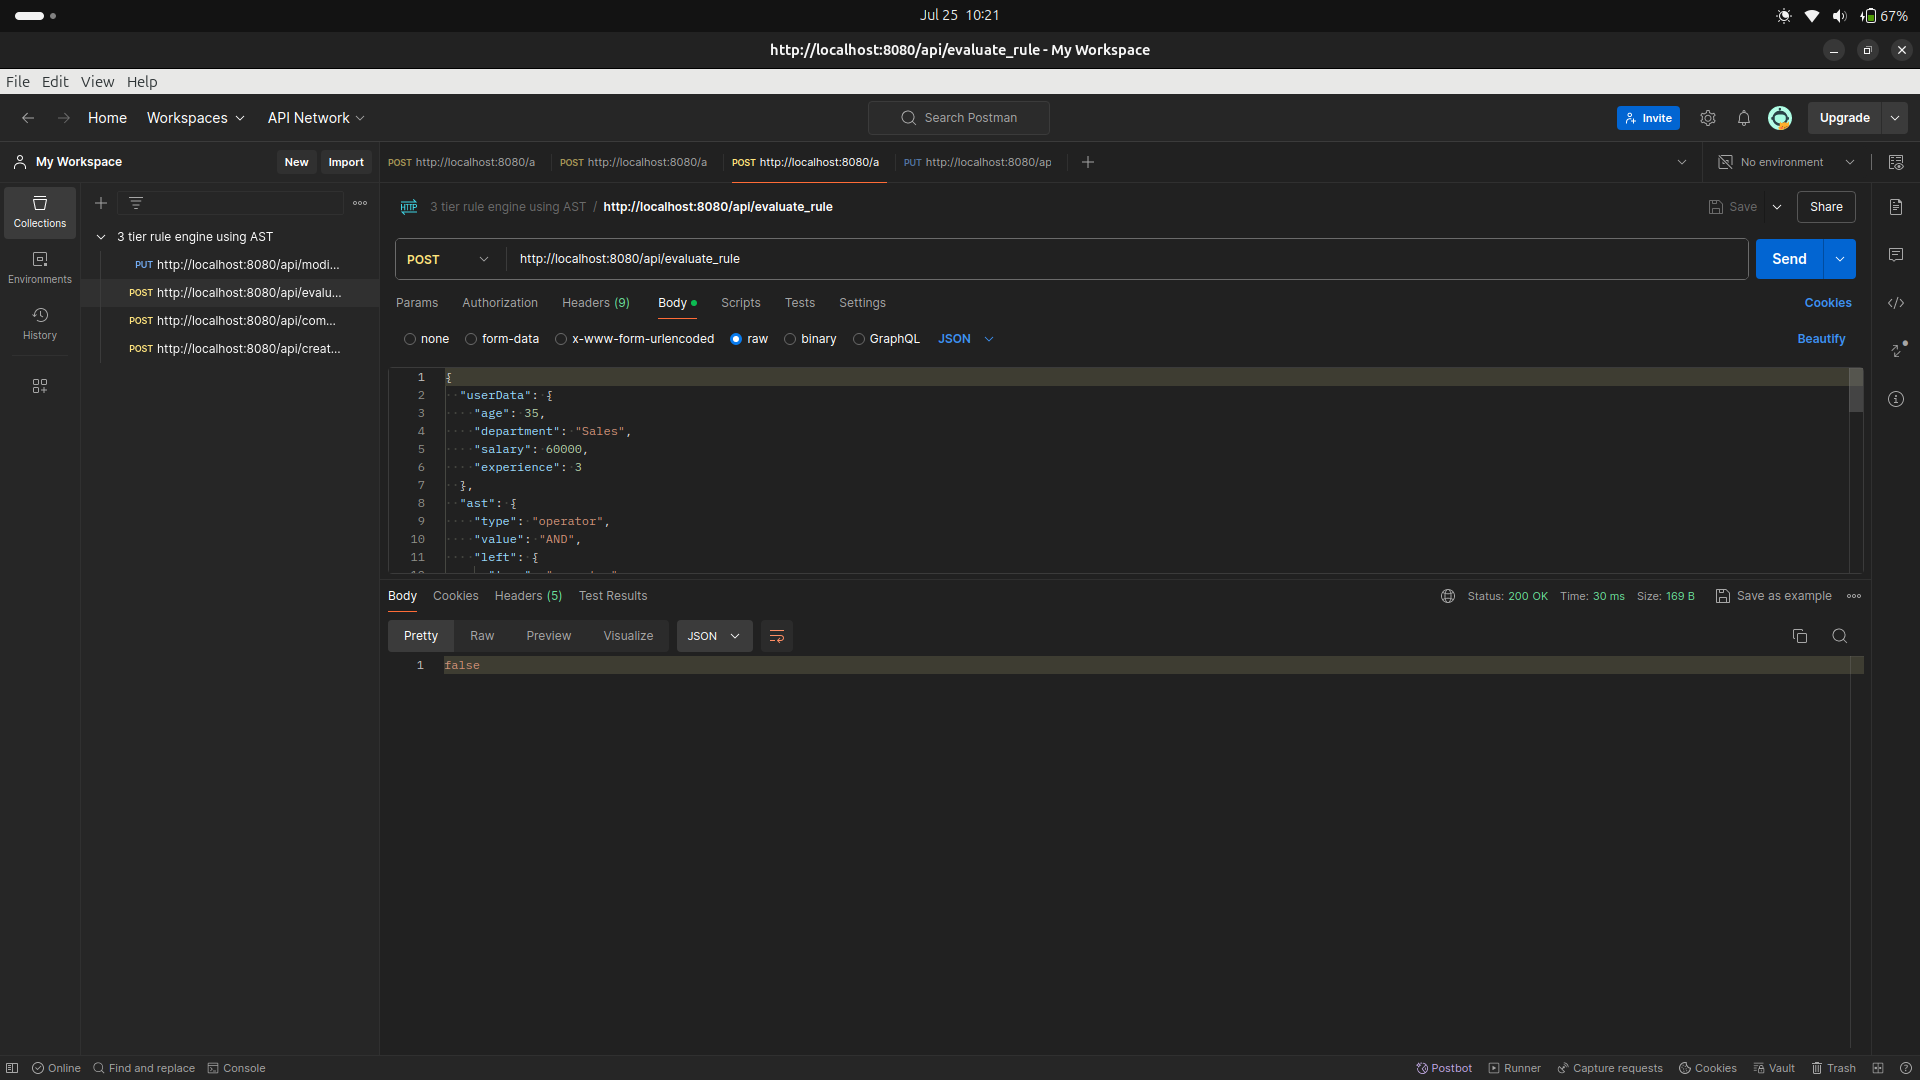 Jul 25 10:21
67%
http://localhost:8080/api/evaluate_rule - My Workspace
File Edit View Help
Home Workspaces API Network Search Postman Invite Upgrade
My Workspace New Import
POST http://localhost:8080/a POST http://localhost:8080/a POST http://localhost:8080/a PUT http://localhost:8080/ap No environment
Collections
Environments
History
3 tier rule engine using AST
PUT http://localhost:8080/api/modi...
POST http://localhost:8080/api/evalu...
POST http://localhost:8080/api/com...
POST http://localhost:8080/api/creat...
HTTP 3 tier rule engine using AST / http://localhost:8080/api/evaluate_rule Save Share
POST http://localhost:8080/api/evaluate_rule Send
Params Authorization Headers (9) Body Scripts Tests Settings Cookies
none form-data x-www-form-urlencoded raw binary GraphQL JSON Beautify
1 {
2 "userData": {
3 "age": 35,
4 "department": "Sales",
5 "salary": 60000,
6 "experience": 3
7 },
8 "ast": {
9 "type": "operator",
10 "value": "AND",
11 "left": {
Body Cookies Headers (5) Test Results Status: 200 OK Time: 30 ms Size: 169 B Save as example
Pretty Raw Preview Visualize JSON
1 false
Online Find and replace Console Postbot Runner Capture requests Cookies Vault Trash